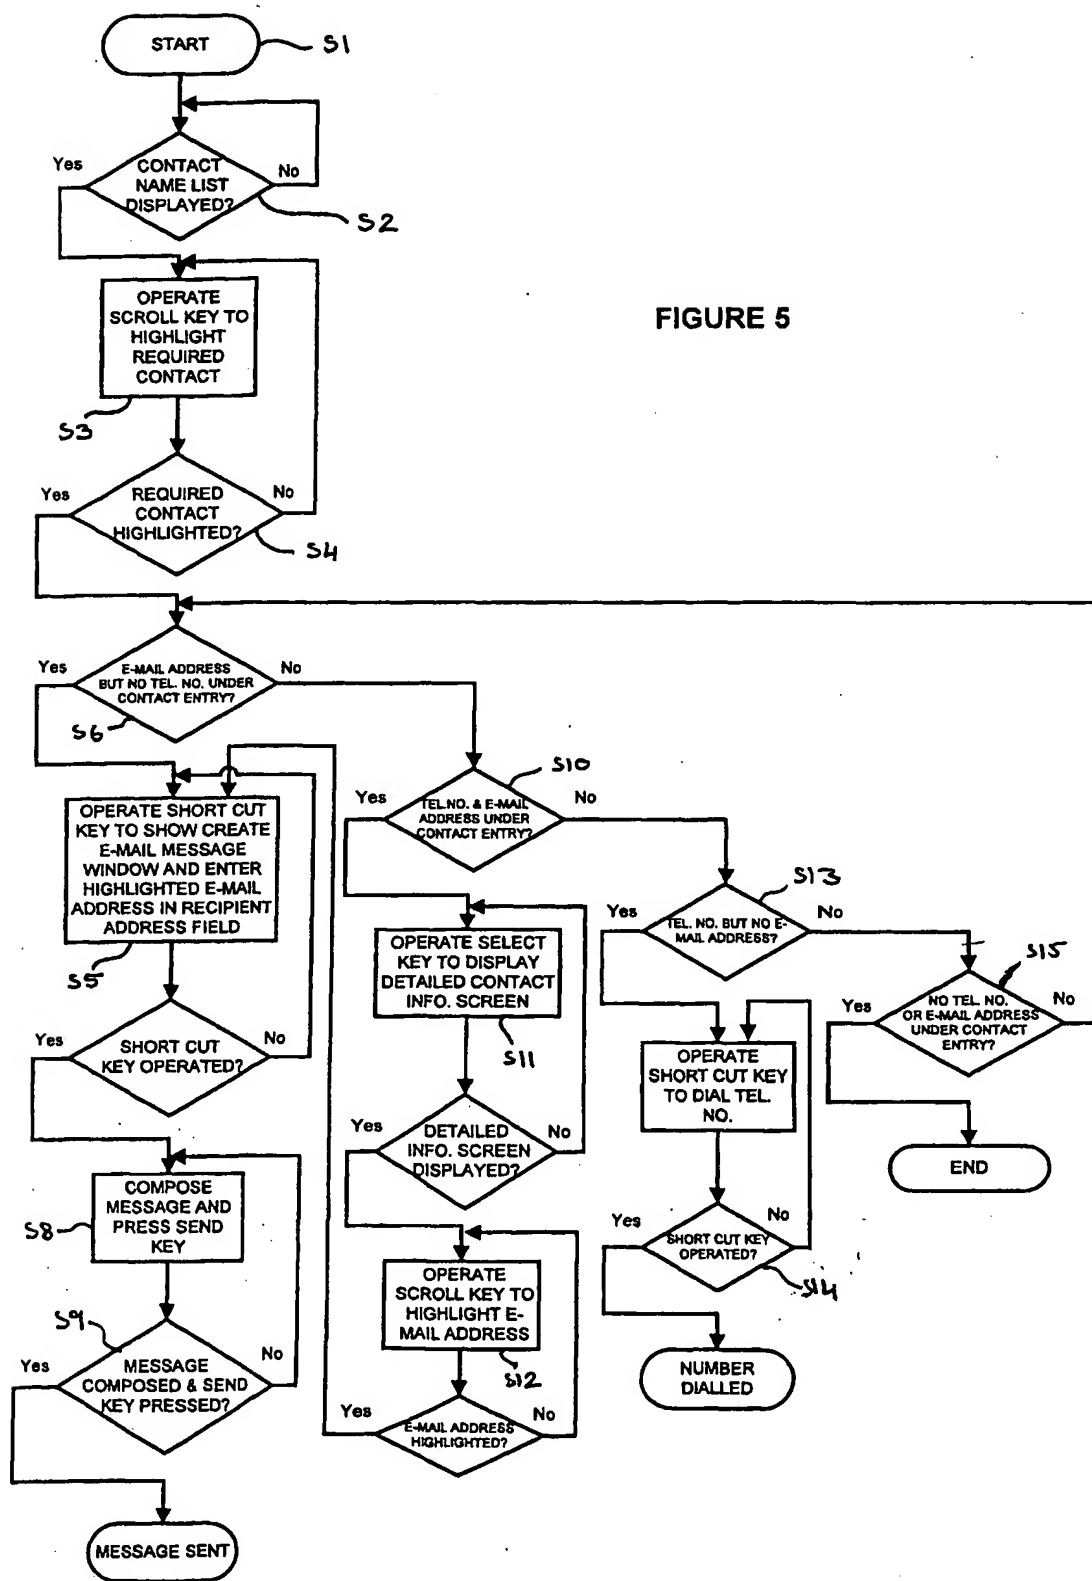 START
S1
Yes
CONTACT
NAME LIST
DISPLAYED?
No
S2
OPERATE
SCROLL KEY TO
HIGHLIGHT
REQUIRED
CONTACT
S3
FIGURE 5
Yes
REQUIRED
CONTACT
HIGHLIGHTED?
No
S4
Yes
E-MAIL ADDRESS
BUT NO TEL. NO. UNDER
CONTACT ENTRY?
No
S6
OPERATE SHORT CUT
KEY TO SHOW CREATE
E-MAIL MESSAGE
WINDOW AND ENTER
HIGHLIGHTED E-MAIL
ADDRESS IN RECIPIENT
ADDRESS FIELD
S5
Yes
SHORT CUT
KEY OPERATED?
No
COMPOSE
MESSAGE AND
PRESS SEND
KEY
S8
S9
Yes
MESSAGE
COMPOSED & SEND
KEY PRESSED?
No
MESSAGE SENT
S10
Yes
TEL.NO. & E-MAIL
ADDRESS UNDER
CONTACT ENTRY?
No
OPERATE SELECT
KEY TO DISPLAY
DETAILED CONTACT
INFO. SCREEN
S11
Yes
DETAILED
INFO. SCREEN
DISPLAYED?
No
OPERATE
SCROLL KEY TO
HIGHLIGHT E-
MAIL ADDRESS
S12
Yes
E-MAIL ADDRESS
HIGHLIGHTED?
No
S13
Yes
TEL. NO. BUT NO E-
MAIL ADDRESS?
No
OPERATE
SHORT CUT KEY
TO DIAL TEL.
NO.
Yes
SHORT CUT KEY
OPERATED?
No
S14
NUMBER
DIALLED
S15
Yes
NO TEL. NO.
OR E-MAIL ADDRESS
UNDER CONTACT
ENTRY?
No
END